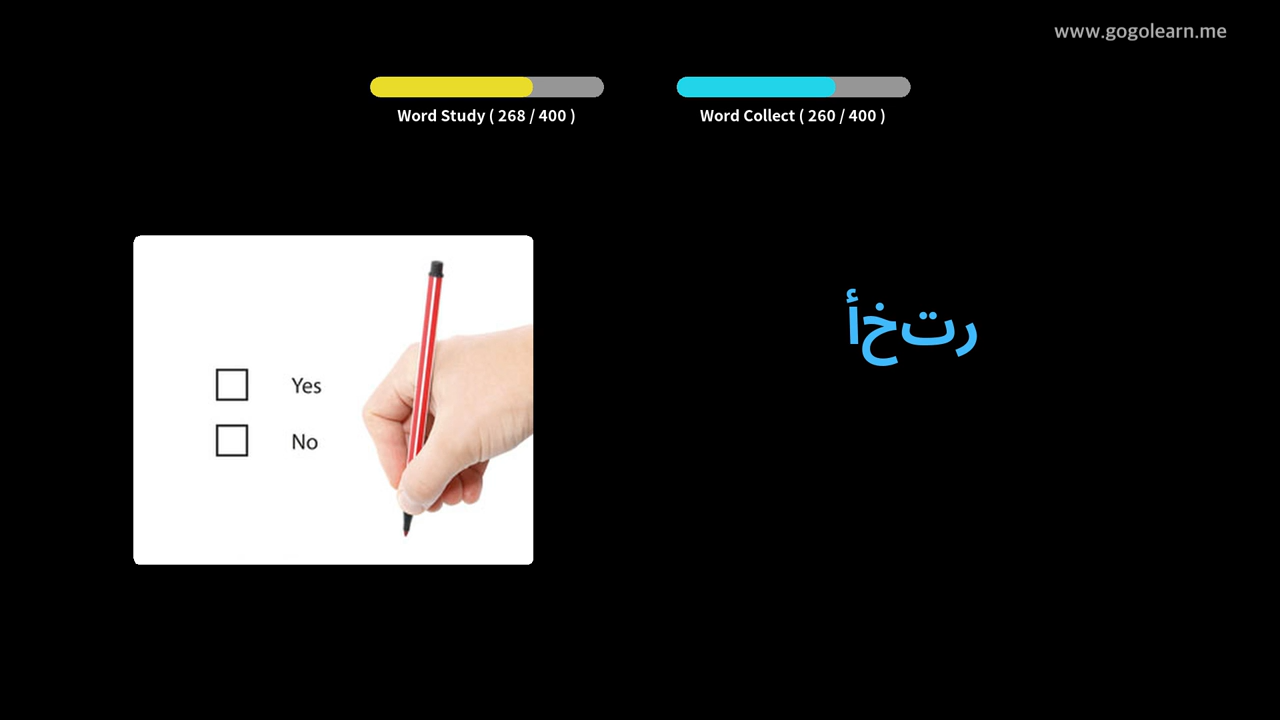 www.gogolearn.me
Word Study ( 268 / 400 )
Word Collect ( 260 / 400 )
رتخأ
Yes
No